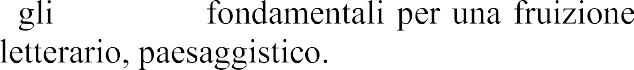 gli fondamentali per una fruizione
letterario, paesaggistico.